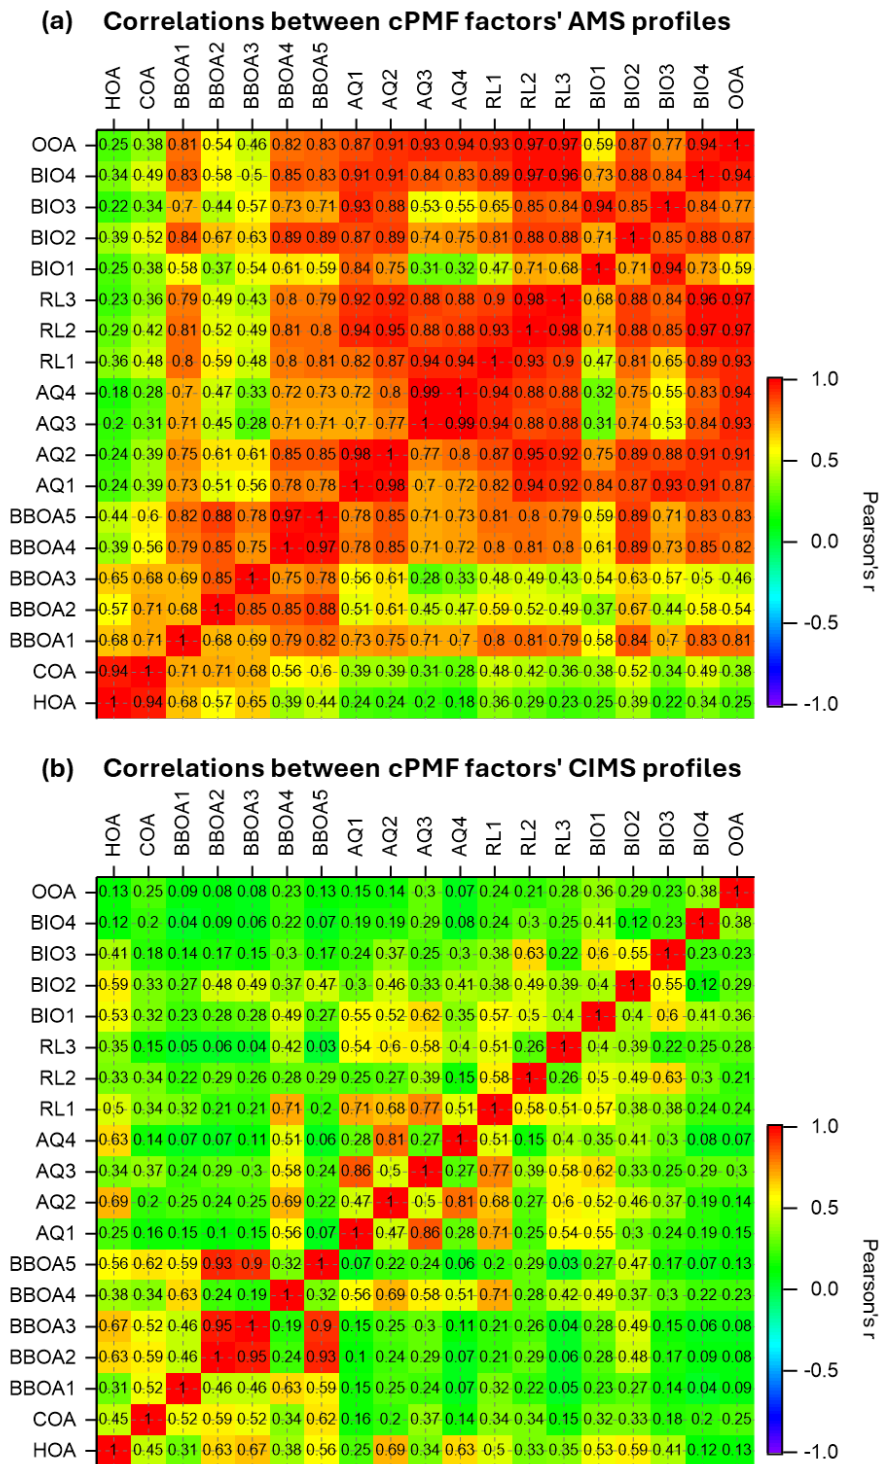 (a) Correlations between cPMF factors' AMS profiles
HOA COA BBOA1 BBOA2 BBOA3 BBOA4 BBOA5 AQ1 AQ2 AQ3 AQ4 RL1 RL2 RL3 BIO1 BIO2 BIO3 BIO4 OOA
OOA 0.25 0.38 0.81 0.54 0.46 0.82 0.83 0.87 0.91 0.93 0.94 0.93 0.97 0.97 0.59 0.87 0.77 0.94 1
BIO4 0.34 0.49 0.83 0.58 0.5 0.85 0.83 0.91 0.91 0.84 0.83 0.89 0.97 0.96 0.73 0.88 0.84 1 0.94
BIO3 0.22 0.34 0.7 0.44 0.57 0.73 0.71 0.93 0.88 0.53 0.55 0.65 0.85 0.84 0.94 0.85 1 0.84 0.77
BIO2 0.39 0.52 0.84 0.67 0.63 0.89 0.89 0.87 0.89 0.74 0.75 0.81 0.88 0.88 0.71 1 0.85 0.88 0.87
BIO1 0.25 0.38 0.58 0.37 0.54 0.61 0.59 0.84 0.75 0.31 0.32 0.47 0.71 0.68 1 0.71 0.94 0.73 0.59
RL3 0.23 0.36 0.79 0.49 0.43 0.8 0.79 0.92 0.92 0.88 0.88 0.9 0.98 1 0.68 0.88 0.84 0.96 0.97
RL2 0.29 0.42 0.81 0.52 0.49 0.81 0.8 0.94 0.95 0.88 0.88 0.93 1 0.98 0.71 0.88 0.85 0.97 0.97
RL1 0.36 0.48 0.8 0.59 0.48 0.8 0.81 0.82 0.87 0.94 0.94 1 0.93 0.9 0.47 0.81 0.65 0.89 0.93
AQ4 0.18 0.28 0.7 0.47 0.33 0.72 0.73 0.72 0.8 0.99 1 0.94 0.88 0.88 0.32 0.75 0.55 0.83 0.94
AQ3 0.2 0.31 0.71 0.45 0.28 0.71 0.71 0.7 0.77 1 0.99 0.94 0.88 0.88 0.31 0.74 0.53 0.84 0.93
AQ2 0.24 0.39 0.75 0.61 0.61 0.85 0.85 0.98 1 0.77 0.8 0.87 0.95 0.92 0.75 0.89 0.88 0.91 0.91
AQ1 0.24 0.39 0.73 0.51 0.56 0.78 0.78 1 0.98 0.7 0.72 0.82 0.94 0.92 0.84 0.87 0.93 0.91 0.87
BBOA5 0.44 0.6 0.82 0.88 0.78 0.97 1 0.78 0.85 0.71 0.73 0.81 0.8 0.79 0.59 0.89 0.71 0.83 0.83
BBOA4 0.39 0.56 0.79 0.85 0.75 1 0.97 0.78 0.85 0.71 0.72 0.8 0.81 0.8 0.61 0.89 0.73 0.85 0.82
BBOA3 0.65 0.68 0.69 0.85 1 0.75 0.78 0.56 0.61 0.28 0.33 0.48 0.49 0.43 0.54 0.63 0.57 0.5 0.46
BBOA2 0.57 0.71 0.68 1 0.85 0.85 0.88 0.51 0.61 0.45 0.47 0.59 0.52 0.49 0.37 0.67 0.44 0.58 0.54
BBOA1 0.68 0.71 1 0.68 0.69 0.79 0.82 0.73 0.75 0.71 0.7 0.8 0.81 0.79 0.58 0.84 0.7 0.83 0.81
COA 0.94 1 0.71 0.71 0.68 0.56 0.6 0.39 0.39 0.31 0.28 0.48 0.42 0.36 0.38 0.52 0.34 0.49 0.38
HOA 1 0.94 0.68 0.57 0.65 0.39 0.44 0.24 0.24 0.2 0.18 0.36 0.29 0.23 0.25 0.39 0.22 0.34 0.25
1.0
0.5
0.0
-0.5
-1.0
Pearson's r
(b) Correlations between cPMF factors' CIMS profiles
HOA COA BBOA1 BBOA2 BBOA3 BBOA4 BBOA5 AQ1 AQ2 AQ3 AQ4 RL1 RL2 RL3 BIO1 BIO2 BIO3 BIO4 OOA
OOA 0.13 0.25 0.09 0.08 0.08 0.23 0.13 0.15 0.14 0.3 0.07 0.24 0.21 0.28 0.36 0.29 0.23 0.38 1
BIO4 0.12 0.2 0.04 0.09 0.06 0.22 0.07 0.19 0.19 0.29 0.08 0.24 0.3 0.25 0.41 0.12 0.23 1 0.38
BIO3 0.41 0.18 0.14 0.17 0.15 0.3 0.17 0.24 0.37 0.25 0.3 0.38 0.63 0.22 0.6 0.55 1 0.23 0.23
BIO2 0.59 0.33 0.27 0.48 0.49 0.37 0.47 0.3 0.46 0.33 0.41 0.38 0.49 0.39 0.4 1 0.55 0.12 0.29
BIO1 0.53 0.32 0.23 0.28 0.28 0.49 0.27 0.55 0.52 0.62 0.35 0.57 0.5 0.4 1 0.4 0.6 0.41 0.36
RL3 0.35 0.15 0.05 0.06 0.04 0.42 0.03 0.54 0.6 0.58 0.4 0.51 0.26 1 0.4 0.39 0.22 0.25 0.28
RL2 0.33 0.34 0.22 0.29 0.26 0.28 0.29 0.25 0.27 0.39 0.15 0.58 1 0.26 0.5 0.49 0.63 0.3 0.21
RL1 0.5 0.34 0.32 0.21 0.21 0.71 0.2 0.71 0.68 0.77 0.51 1 0.58 0.51 0.57 0.38 0.38 0.24 0.24
AQ4 0.63 0.14 0.07 0.07 0.11 0.51 0.06 0.28 0.81 0.27 1 0.51 0.15 0.4 0.35 0.41 0.3 0.08 0.07
AQ3 0.34 0.37 0.24 0.29 0.3 0.58 0.24 0.86 0.5 1 0.27 0.77 0.39 0.58 0.62 0.33 0.25 0.29 0.3
AQ2 0.69 0.2 0.25 0.24 0.25 0.69 0.22 0.47 1 0.5 0.81 0.68 0.27 0.6 0.52 0.46 0.37 0.19 0.14
AQ1 0.25 0.16 0.15 0.1 0.15 0.56 0.07 1 0.47 0.86 0.28 0.71 0.25 0.54 0.55 0.3 0.24 0.19 0.15
BBOA5 0.56 0.62 0.59 0.93 0.9 0.32 1 0.07 0.22 0.24 0.06 0.2 0.29 0.03 0.27 0.47 0.17 0.07 0.13
BBOA4 0.38 0.34 0.63 0.24 0.19 1 0.32 0.56 0.69 0.58 0.51 0.71 0.28 0.42 0.49 0.37 0.3 0.22 0.23
BBOA3 0.67 0.52 0.46 0.95 1 0.19 0.9 0.15 0.25 0.3 0.11 0.21 0.26 0.04 0.28 0.49 0.15 0.06 0.08
BBOA2 0.63 0.59 0.46 1 0.95 0.24 0.93 0.1 0.24 0.29 0.07 0.21 0.29 0.06 0.28 0.48 0.17 0.09 0.08
BBOA1 0.31 0.52 1 0.46 0.46 0.63 0.59 0.15 0.25 0.24 0.07 0.32 0.22 0.05 0.23 0.27 0.14 0.04 0.09
COA 0.45 1 0.52 0.59 0.52 0.34 0.62 0.16 0.2 0.37 0.14 0.34 0.34 0.15 0.32 0.33 0.18 0.2 0.25
HOA 1 0.45 0.31 0.63 0.67 0.38 0.56 0.25 0.69 0.34 0.63 0.5 0.33 0.35 0.53 0.59 0.41 0.12 0.13
1.0
0.5
0.0
-0.5
-1.0
Pearson's r